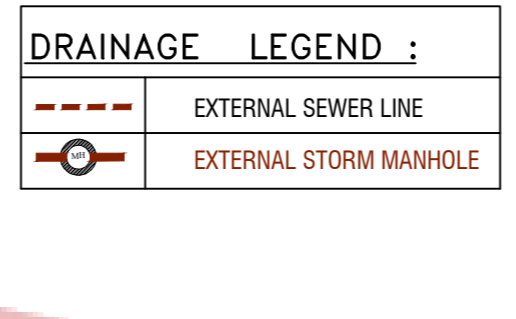 DRAINAGE LEGEND :
EXTERNAL SEWER LINE
MH EXTERNAL STORM MANHOLE